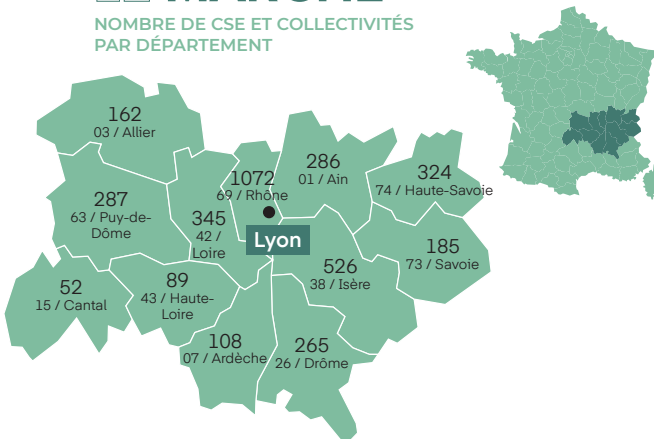 LE MARCHÉ
NOMBRE DE CSE ET COLLECTIVITÉS
PAR DÉPARTEMENT
162
03 / Allier
1072
69 / Rhône
286
01 / Ain
324
74 / Haute-Savoie
287
63 / Puy-de-
Dôme
345
42 /
Loire
Lyon
185
73 / Savoie
526
38 / Isère
52
15 / Cantal
89
43 / Haute-
Loire
108
07 / Ardèche
265
26 / Drôme